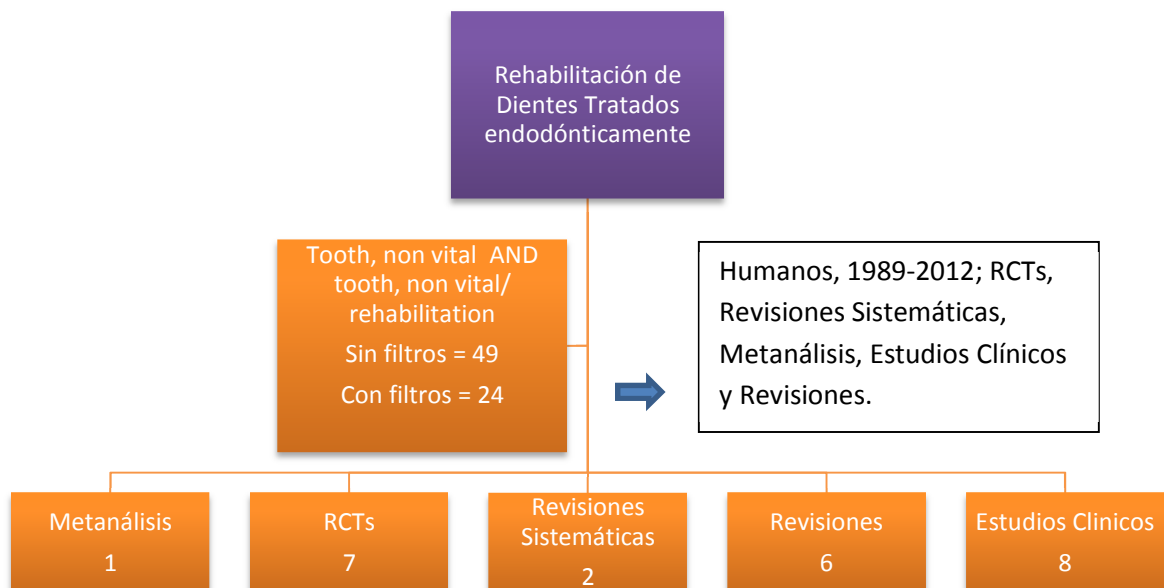 Rehabilitación de
Dientes Tratados
endodónticamente
Tooth, non vital AND
tooth, non vital/
rehabilitation
Sin filtros = 49
Con filtros = 24
Humanos, 1989-2012; RCTs,
Revisiones Sistemáticas,
Metanálisis, Estudios Clínicos
y Revisiones.
Metanálisis
1
RCTs
7
Revisiones
Sistemáticas
2
Revisiones
6
Estudios Clinicos
8